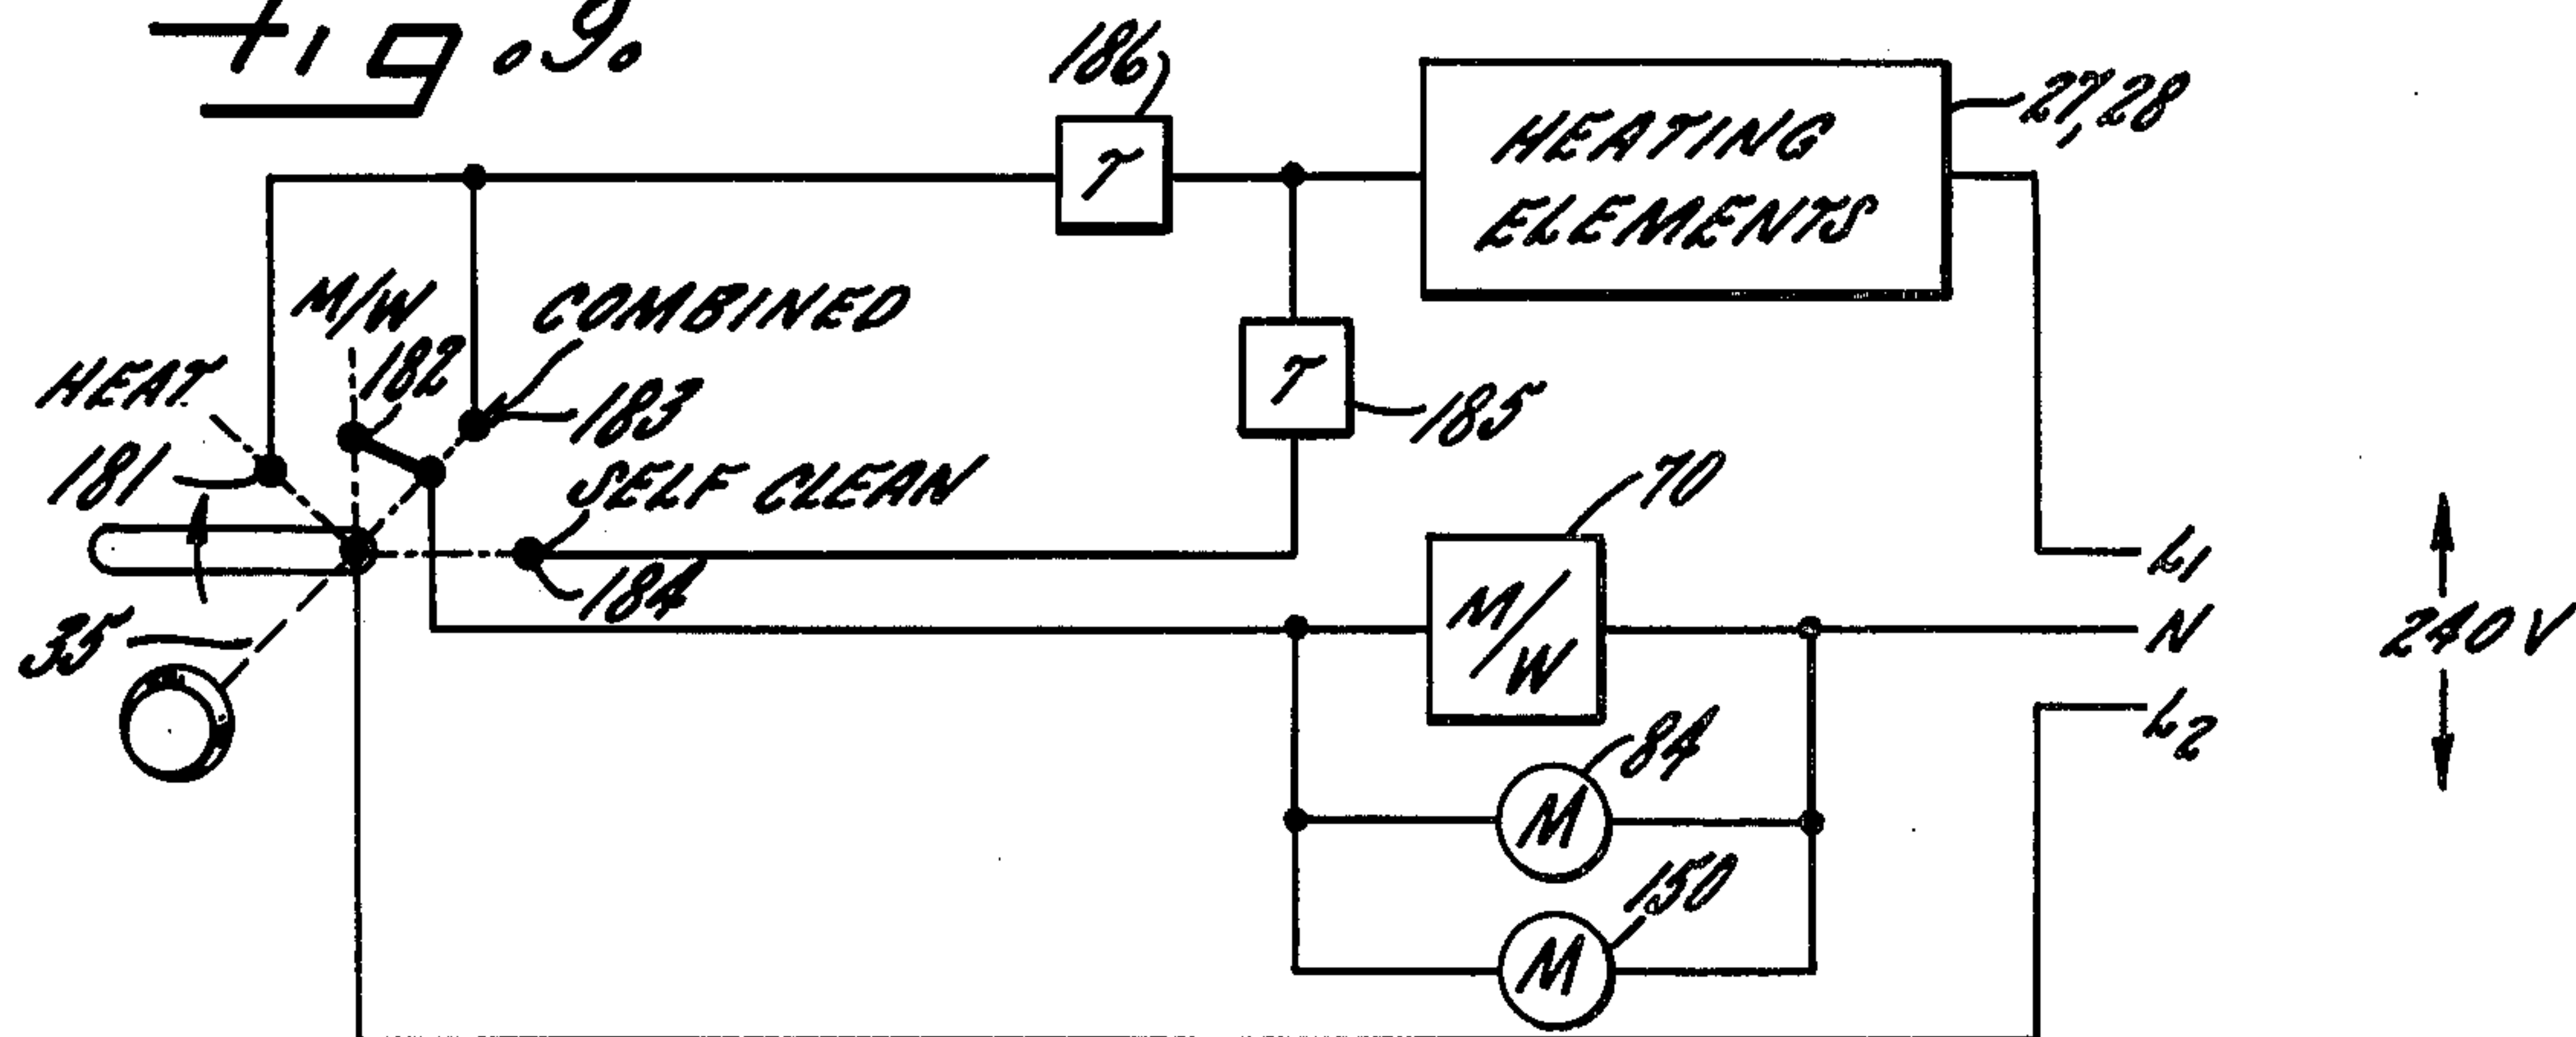 Fig. 9.
186
HEATING
ELEMENTS
27, 28
M/W
COMBINED
HEAT
182
183
181
SELF CLEAN
184
T
T
185
70
M/
W
35
L1
N
L2
240V
84
M
150
M